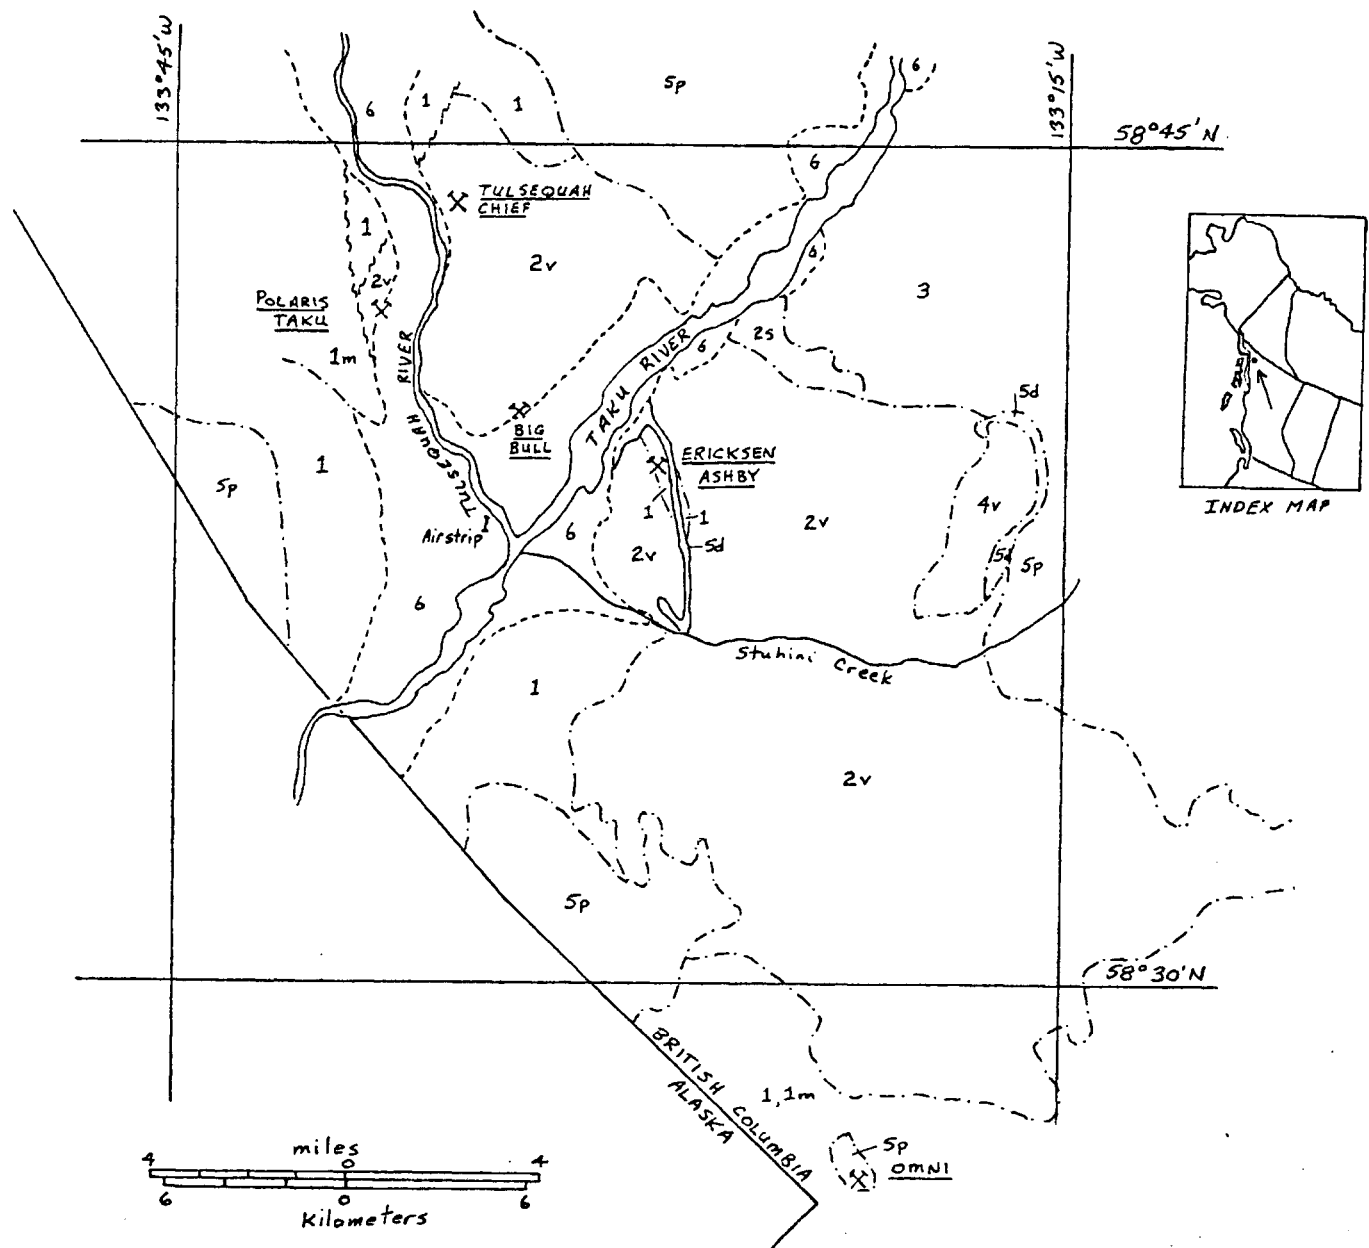 133°45'W
133°15'W
5p
6
6
1
1
58°45'N
6
TULSEQUAH
CHIEF
1
2v
6
3
2v
POLARIS
TAKU
1m
TULSEQUAH RIVER
TAKU RIVER
6
2s
5d
BIG
BULL
ERICKSEN
ASHBY
5p
1
4v
INDEX MAP
1
1
2v
Airstrip
6
2v
5d
5d
5p
6
Stuhini Creek
1
2v
5p
58°30'N
BRITISH COLUMBIA
ALASKA
1,1m
5p
OMNI
miles
4 0 4
6 0 6
Kilometers